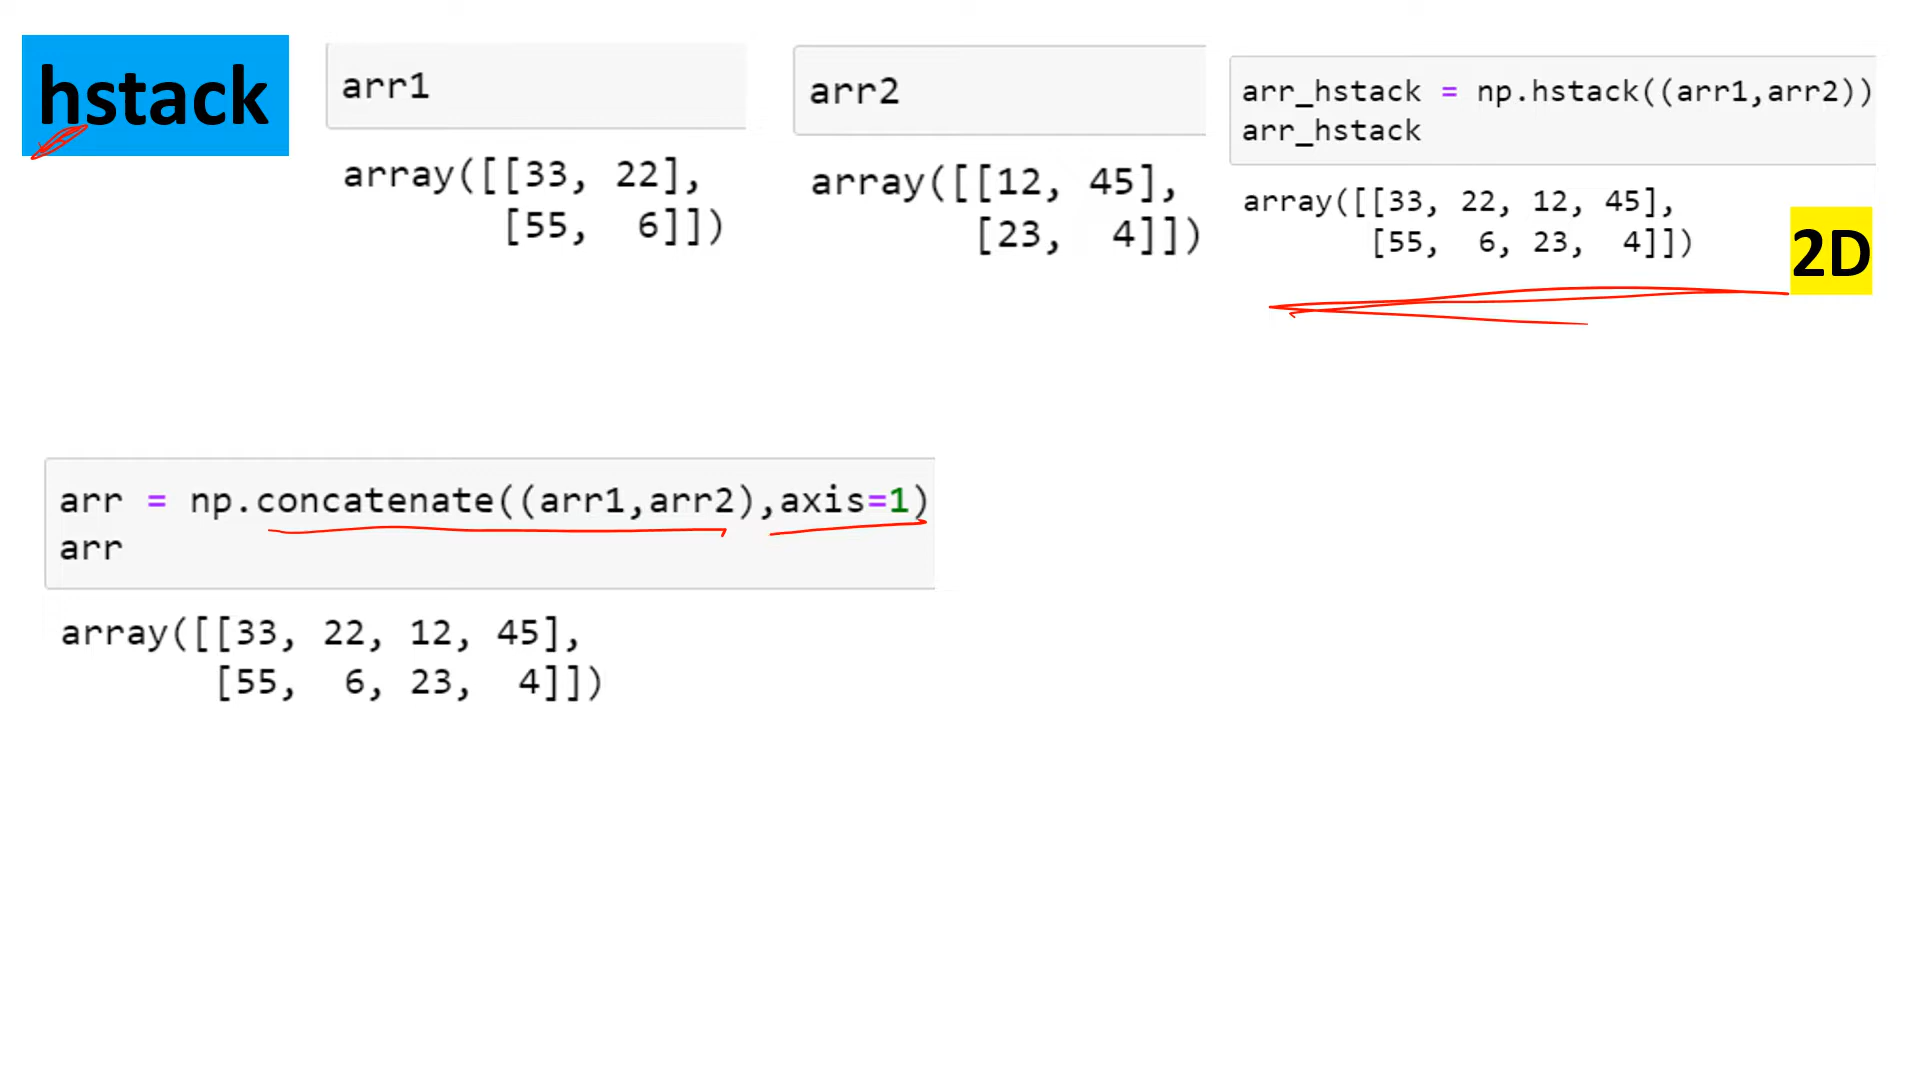 hstack
arr1
array([[33, 22],
[55, 6]])
arr2
array([[12, 45],
[23, 4]])
arr_hstack = np.hstack((arr1,arr2))
arr_hstack
array([[33, 22, 12, 45],
[55, 6, 23, 4]])
2D
arr = np.concatenate((arr1,arr2),axis=1)
arr
array([[33, 22, 12, 45],
[55, 6, 23, 4]])